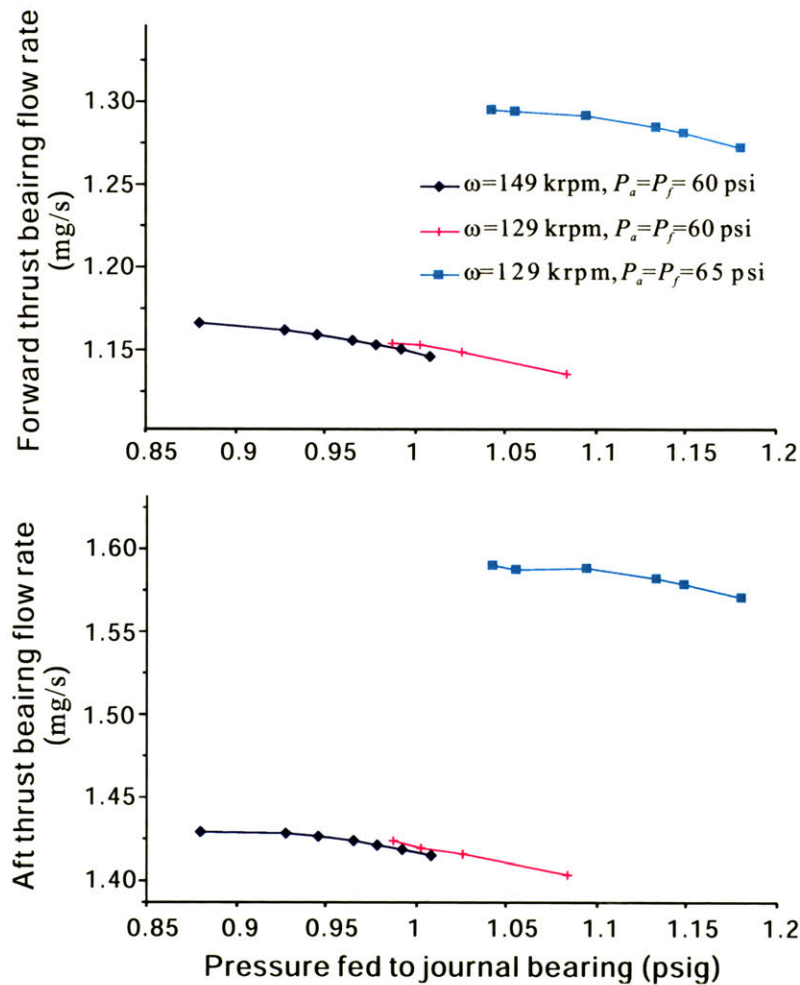 Forward thrust beairng flow rate
(mg/s)
1.30
1.25
1.20
1.15
ω=149 krpm, Pa=Pf= 60 psi
ω=129 krpm, Pa=Pf=60 psi
ω=129 krpm, Pa=Pf=65 psi
0.85 0.9 0.95 1 1.05 1.1 1.15 1.2
Aft thrust beairng flow rate
(mg/s)
1.60
1.55
1.50
1.45
1.40
0.85 0.9 0.95 1 1.05 1.1 1.15 1.2
Pressure fed to journal bearing (psig)